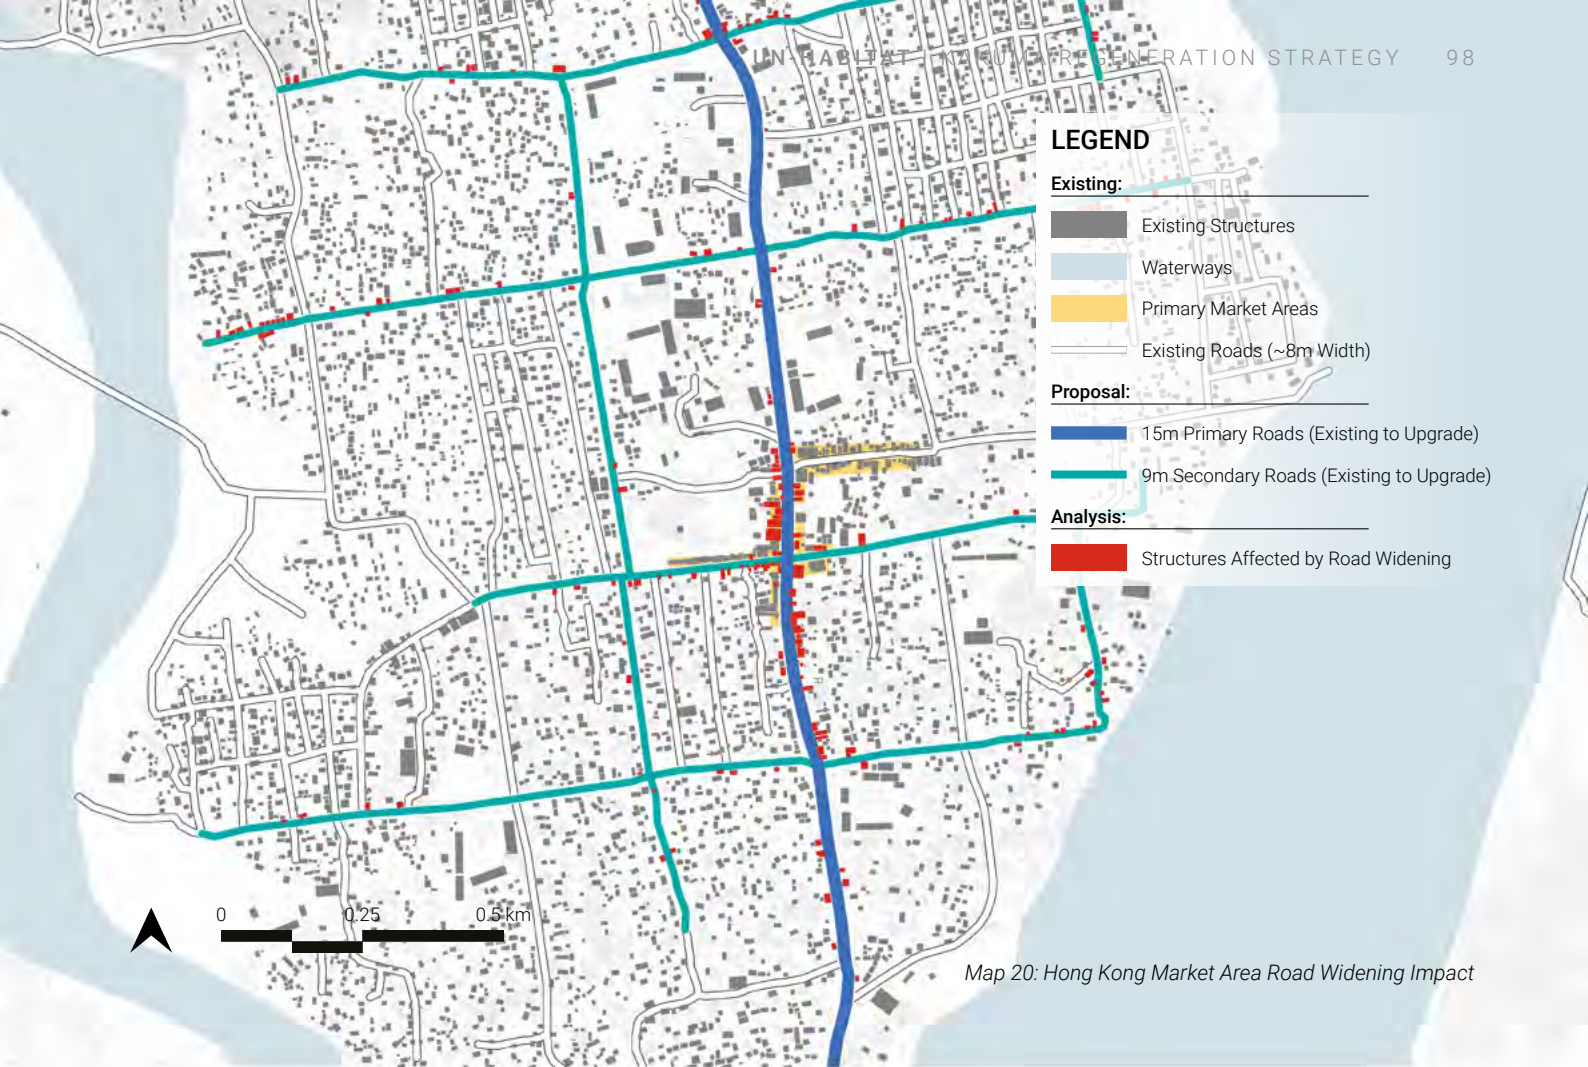 UN-HABITAT | KAKUMA REGENERATION STRATEGY 98
LEGEND
Existing:
Existing Structures
Waterways
Primary Market Areas
Existing Roads (~8m Width)
Proposal:
15m Primary Roads (Existing to Upgrade)
9m Secondary Roads (Existing to Upgrade)
Analysis:
Structures Affected by Road Widening
0 0.25 0.5 km
Map 20: Hong Kong Market Area Road Widening Impact